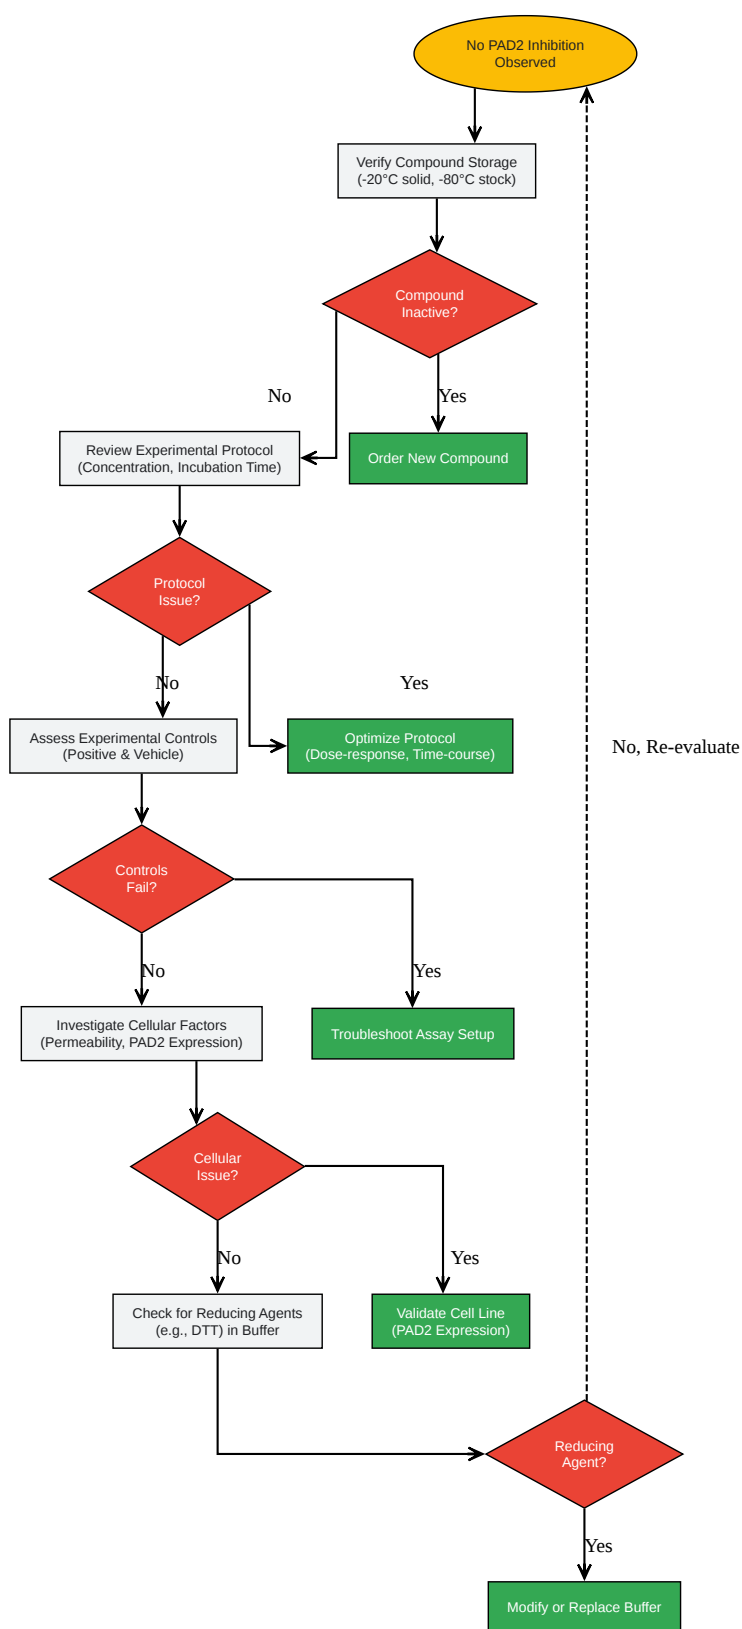 No PAD2 Inhibition
Observed
Verify Compound Storage
(-20°C solid, -80°C stock)
Compound
Inactive?
No
Yes
Review Experimental Protocol
(Concentration, Incubation Time)
Order New Compound
Protocol
Issue?
No
Yes
Assess Experimental Controls
(Positive & Vehicle)
Optimize Protocol
(Dose-response, Time-course)
No, Re-evaluate
Controls
Fail?
No
Yes
Investigate Cellular Factors
(Permeability, PAD2 Expression)
Troubleshoot Assay Setup
Cellular
Issue?
No
Yes
Check for Reducing Agents
(e.g., DTT) in Buffer
Validate Cell Line
(PAD2 Expression)
Reducing
Agent?
Yes
Modify or Replace Buffer